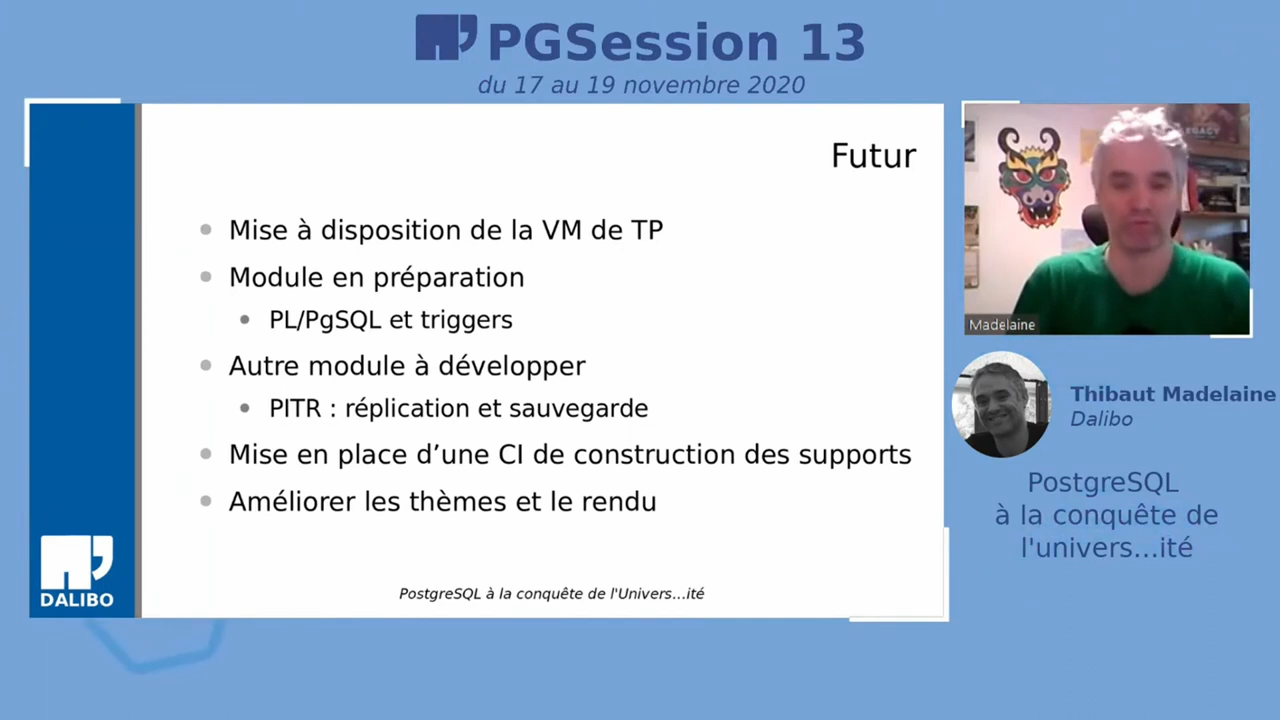 PGSession 13
du 17 au 19 novembre 2020
Futur
Mise à disposition de la VM de TP
Module en préparation
PL/PgSQL et triggers
Autre module à développer
PITR : réplication et sauvegarde
Mise en place d’une CI de construction des supports
Améliorer les thèmes et le rendu
PostgreSQL à la conquête de l'Univers...ité
DALIBO
LEGACY
Madelaine
Thibaut Madelaine
Dalibo
PostgreSQL
à la conquête de
l'univers...ité